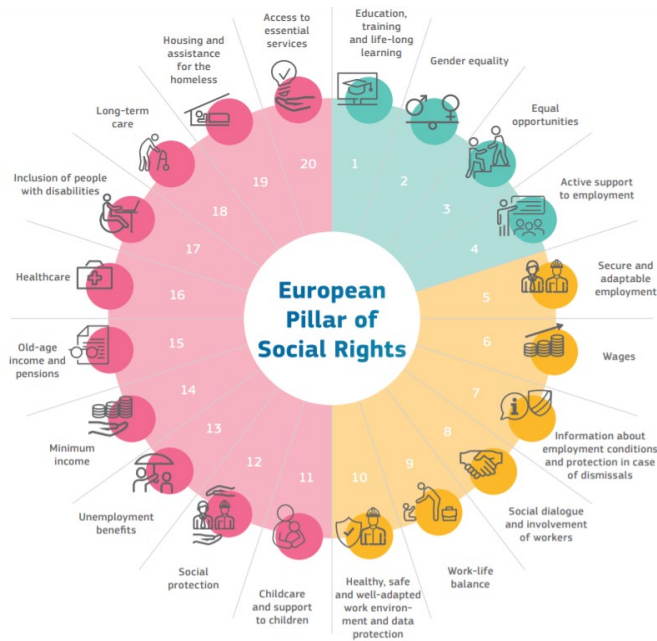 European
Pillar of
Social Rights
1
Education,
training
and life-long
learning
2
Gender equality
3
Equal
opportunities
4
Active support
to employment
5
Secure and
adaptable
employment
6
Wages
7
Information about
employment conditions
and protection in case
of dismissals
8
Social dialogue
and involvement
of workers
9
Work-life
balance
10
Healthy, safe
and well-adapted
work environ-
ment and data
protection
11
Childcare
and support
to children
12
Social
protection
13
Unemployment
benefits
14
Minimum
income
15
Old-age
income and
pensions
16
Healthcare
17
Inclusion of people
with disabilities
18
Long-term
care
19
Housing and
assistance
for the
homeless
20
Access to
essential
services